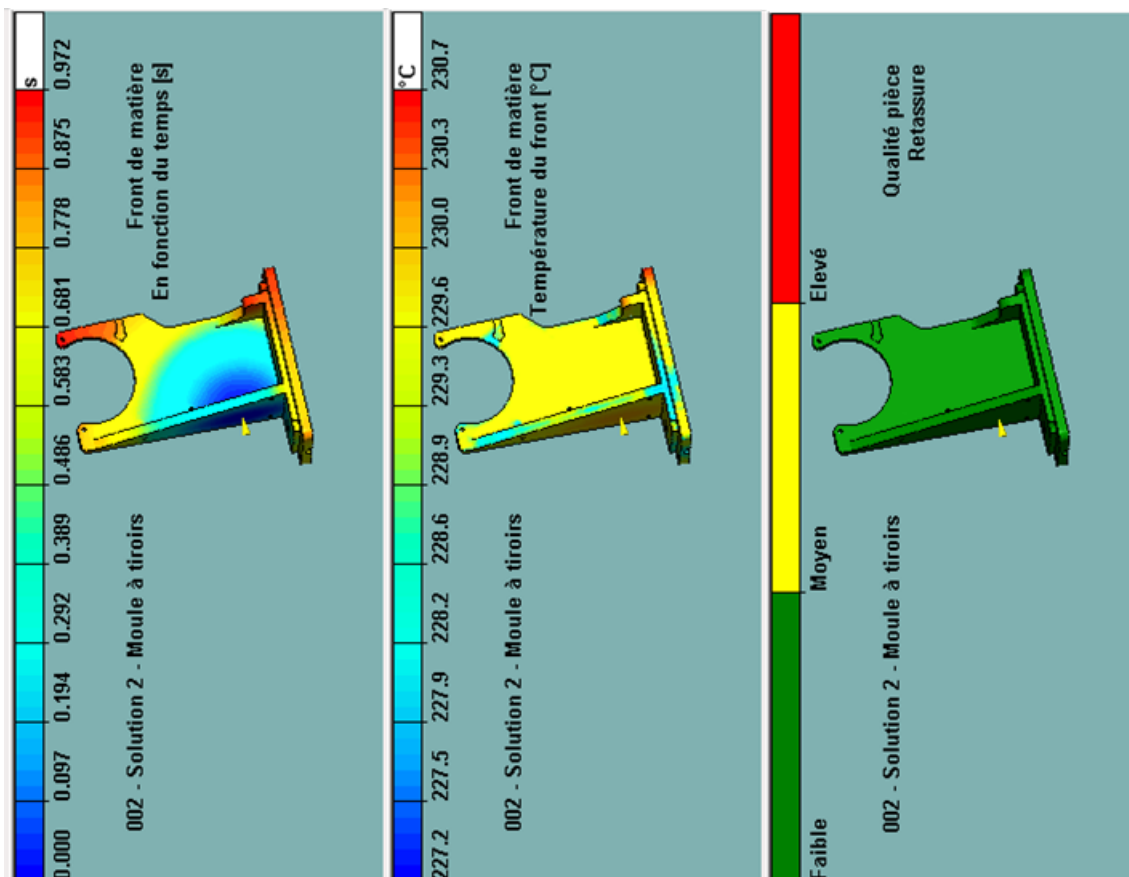 s
0.972
0.875
0.778
0.681
0.583
0.486
0.389
0.292
0.194
0.097
0.000
Front de matière
En fonction du temps [s]
002 - Solution 2 - Moule à tiroirs
°C
230.7
230.3
230.0
229.6
229.3
228.9
228.6
228.2
227.9
227.5
227.2
Front de matière
Température du front [°C]
002 - Solution 2 - Moule à tiroirs
Elevé
Moyen
Faible
Qualité pièce
Retassure
002 - Solution 2 - Moule à tiroirs